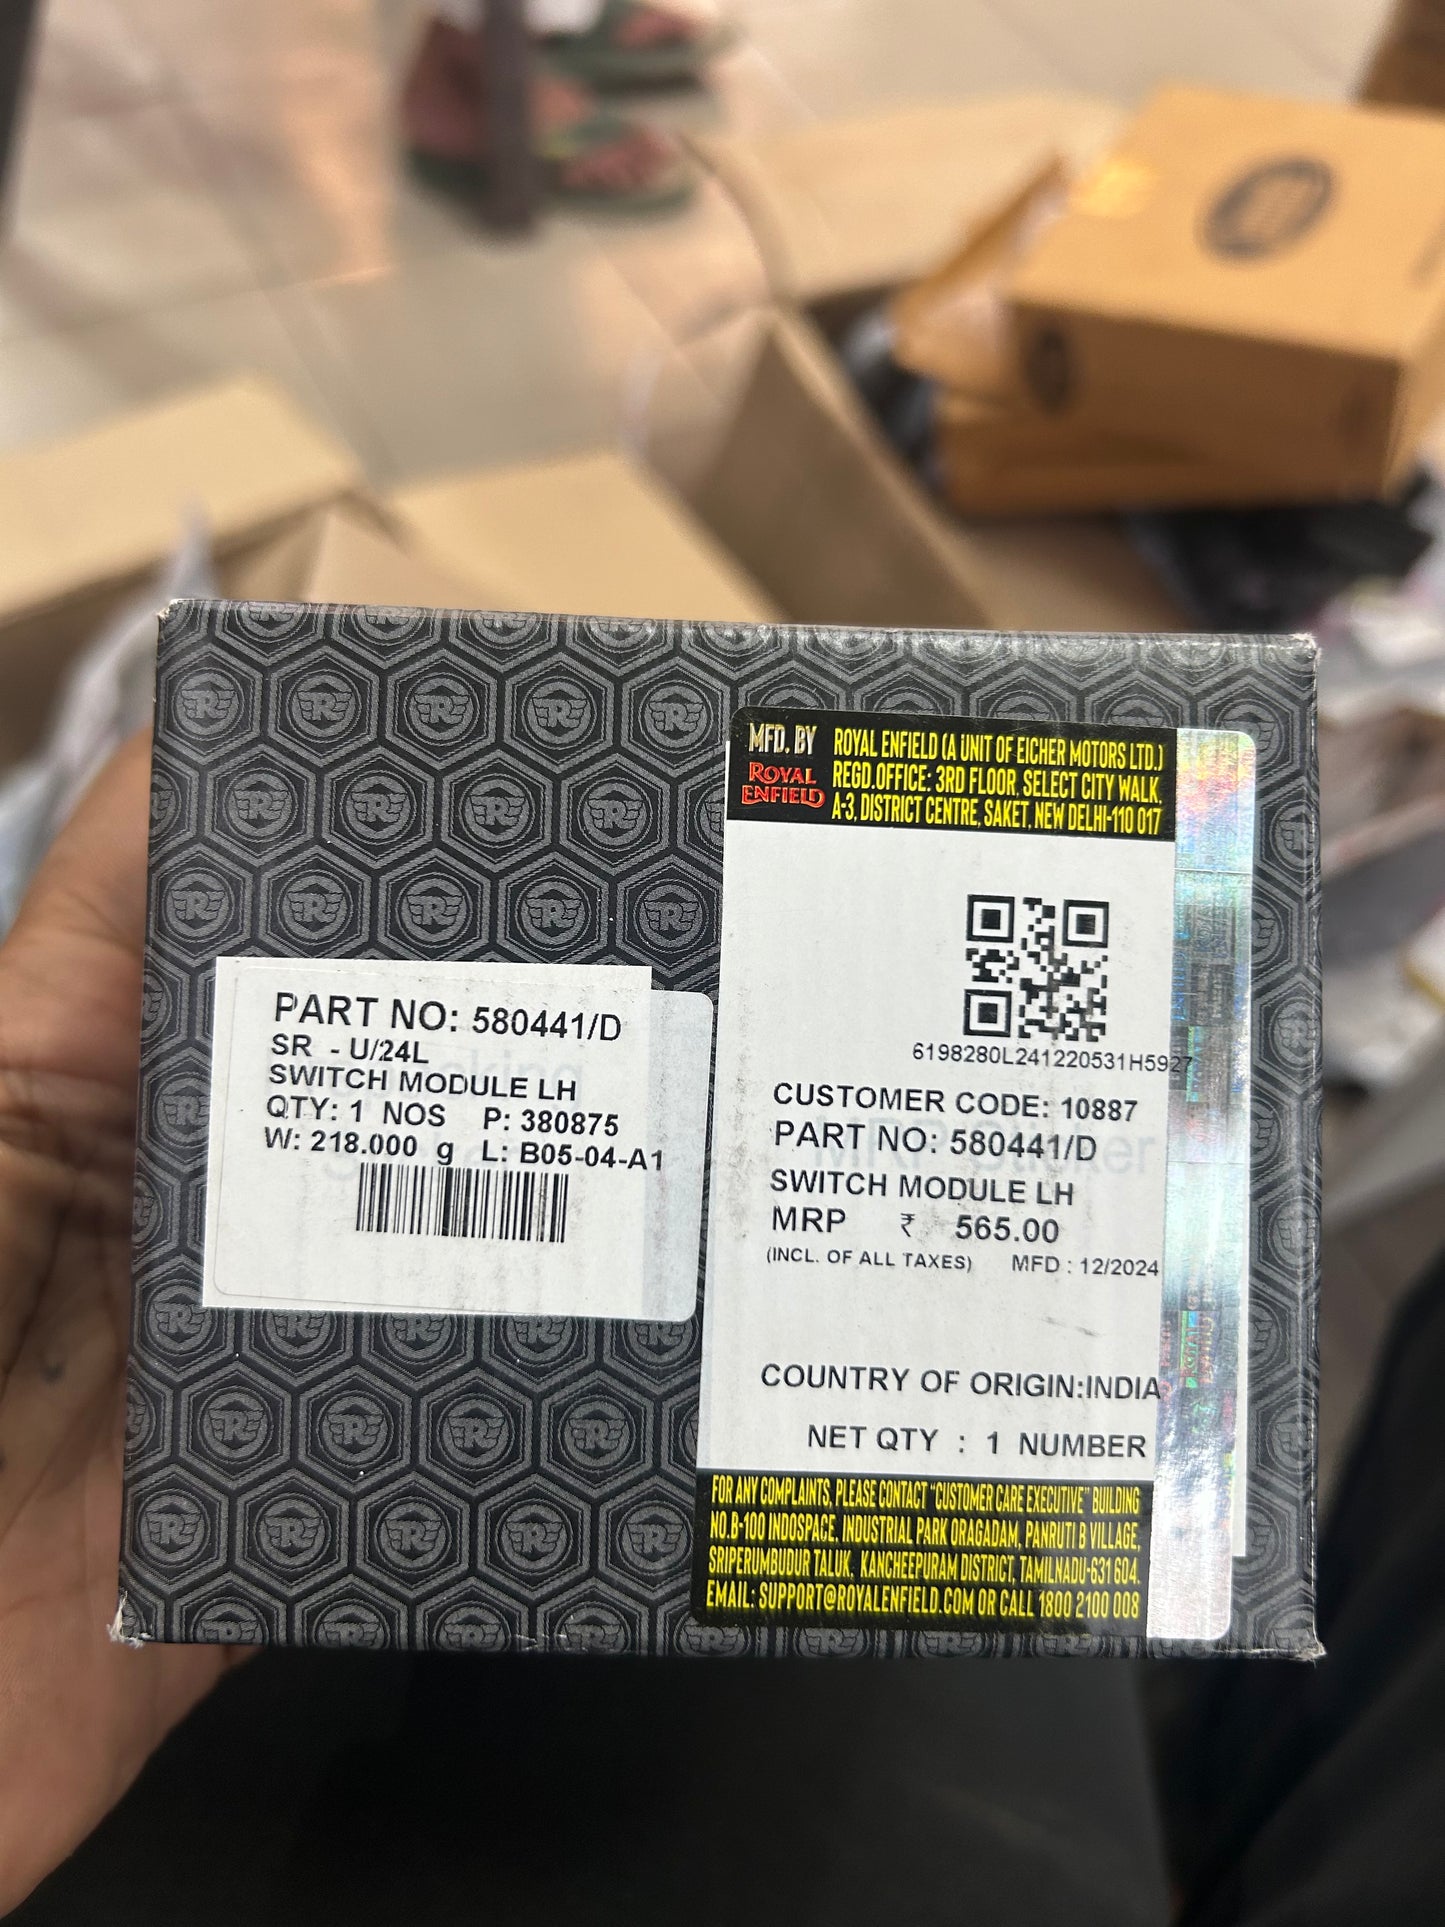 PART NO: 580441/D
SR - U/24L
SWITCH MODULE LH
QTY: 1 NOS P: 380875
W: 218.000 g L: B05-04-A1
MFD. BY
ROYAL
ENFIELD
ROYAL ENFIELD (A UNIT OF EICHER MOTORS LTD.)
REGD.OFFICE: 3RD FLOOR, SELECT CITY WALK,
A-3, DISTRICT CENTRE, SAKET, NEW DELHI-110 017
6198280L241220531H5927
CUSTOMER CODE: 10887
PART NO: 580441/D
SWITCH MODULE LH
MRP ₹ 565.00
(INCL. OF ALL TAXES) MFD : 12/2024
COUNTRY OF ORIGIN:INDIA
NET QTY : 1 NUMBER
FOR ANY COMPLAINTS, PLEASE CONTACT "CUSTOMER CARE EXECUTIVE" BUILDING
NO.B-100 INDOSPACE, INDUSTRIAL PARK ORAGADAM, PANRUTI B VILLAGE,
SRIPERUMBUDUR TALUK, KANCHEEPURAM DISTRICT, TAMILNADU-631 604.
EMAIL: SUPPORT@ROYALENFIELD.COM OR CALL 1800 2100 008